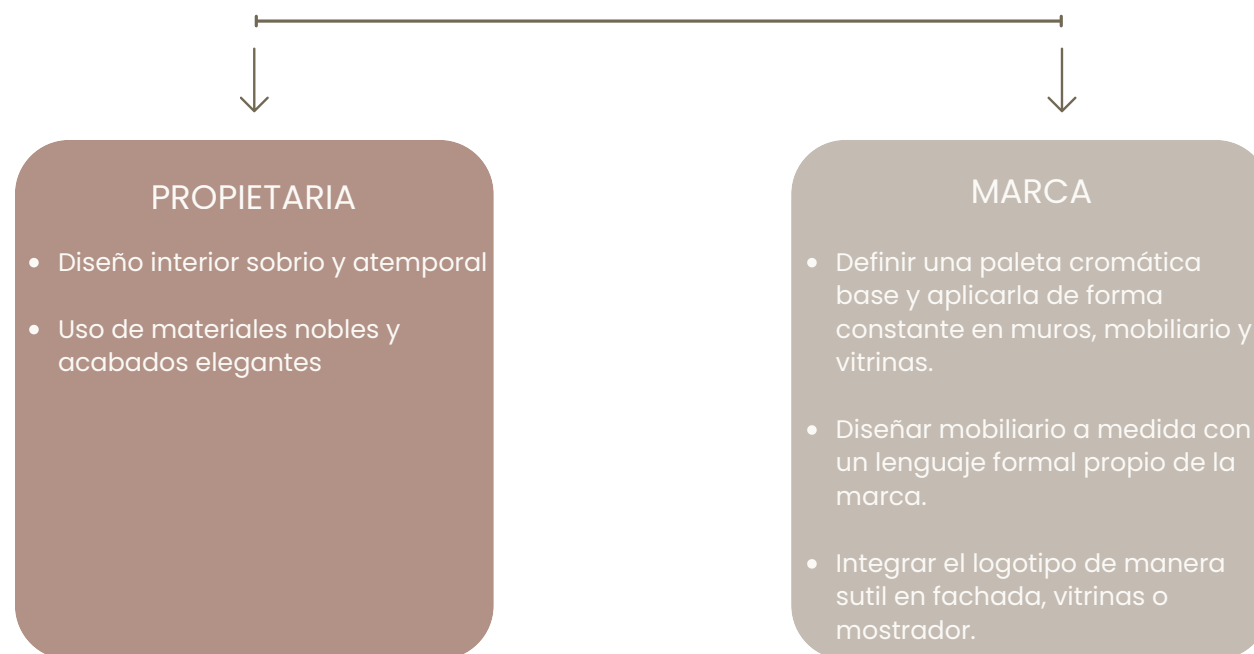 PROPIETARIA
• Diseño interior sobrio y atemporal
• Uso de materiales nobles y
acabados elegantes
MARCA
• Definir una paleta cromática
base y aplicarla de forma
constante en muros, mobiliario y
vitrinas.
• Diseñar mobiliario a medida con
un lenguaje formal propio de la
marca.
• Integrar el logotipo de manera
sutil en fachada, vitrinas o
mostrador.